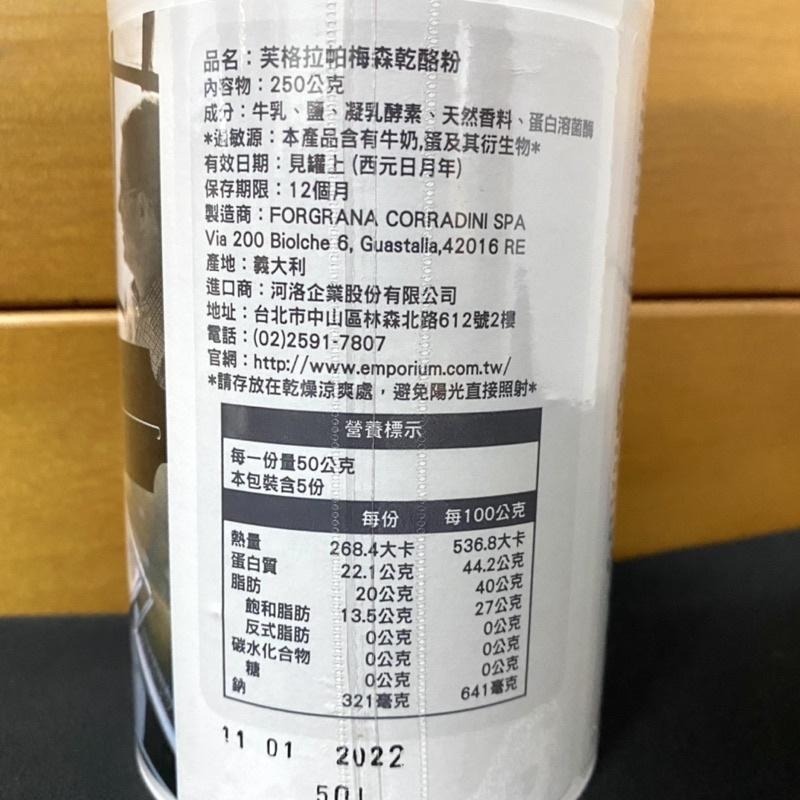 品名：芙格拉帕梅森乾酪粉
內容物：250公克
成分：牛乳、鹽、凝乳酵素、天然香料、蛋白溶菌酶
*過敏源：本產品含有牛奶,蛋及其衍生物*
有效日期：見罐上 (西元日月年)
保存期限：12個月
製造商：FORGRANA CORRADINI SPA
Via 200 Biolche 6, Guastalla,42016 RE
產地：義大利
進口商：河洛企業股份有限公司
地址：台北市中山區林森北路612號2樓
電話：(02)2591-7807
官網：http://www.emporium.com.tw/
*請存放在乾燥涼爽處，避免陽光直接照射*
營養標示
每一份量50公克
本包裝含5份
每份 每100公克
熱量 268.4大卡 536.8大卡
蛋白質 22.1公克 44.2公克
脂肪 20公克 40公克
飽和脂肪 13.5公克 27公克
反式脂肪 0公克 0公克
碳水化合物 0公克 0公克
糖 0公克 0公克
鈉 321毫克 641毫克
11 01 2022